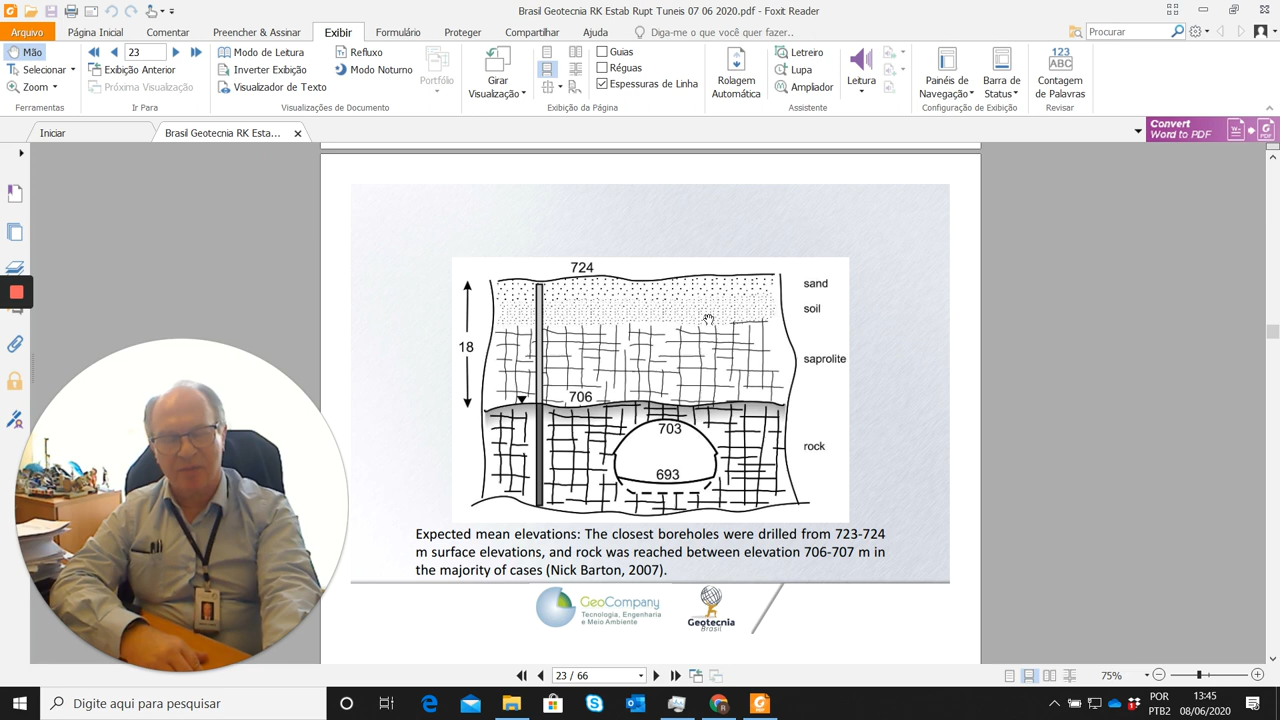 Brasil Geotecnia RK Estab Rupt Tuneis 07 06 2020.pdf - Foxit Reader
Arquivo Página Inicial Comentar Preencher & Assinar Exibir Formulário Proteger Compartilhar Ajuda Diga-me o que quer fazer.. Procurar
Mão
Selecionar
Zoom
Ferramentas
23
Exibição Anterior
Próxima Visualização
Ir Para
Modo de Leitura
Inverter Exibição
Visualizador de Texto
Refluxo
Modo Noturno
Portfólio
Visualizações de Documento
Girar
Visualização
Guias
Réguas
Espessuras de Linha
Exibição da Página
Rolagem
Automática
Letreiro
Lupa
Ampliador
Assistente
Leitura
Painéis de
Navegação
Barra de
Status
Configuração de Exibição
123
ABC
Contagem
de Palavras
Revisar
Iniciar
Brasil Geotecnia RK Esta...
Convert
Word to PDF
PDF
724
sand
soil
18
saprolite
706
703
rock
693
Expected mean elevations: The closest boreholes were drilled from 723-724
m surface elevations, and rock was reached between elevation 706-707 m in
the majority of cases (Nick Barton, 2007).
GeoCompany
Tecnologia, Engenharia
e Meio Ambiente
Geotecnia
Brasil
23 / 66
75%
Digite aqui para pesquisar
POR
PTB2
13:45
08/06/2020